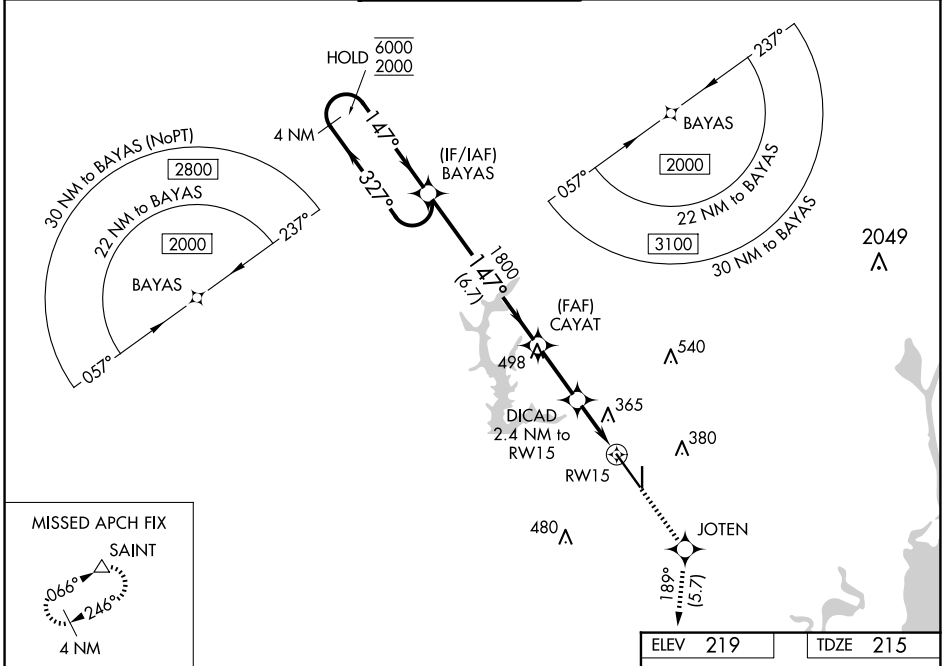 HOLD 6000
2000
4 NM
147°
327°
(IF/IAF)
BAYAS
30 NM to BAYAS (NoPT)
2800
22 NM to BAYAS
2000
237°
BAYAS
057°
237°
BAYAS
2000
057°
22 NM to BAYAS
3100
30 NM to BAYAS
2049
1800
147°
(6.7)
(FAF)
CAYAT
498
540
DICAD
2.4 NM to
RW15
365
380
RW15
480
JOTEN
189°
(5.7)
MISSED APCH FIX
SAINT
066°
246°
4 NM
ELEV 219
TDZE 215